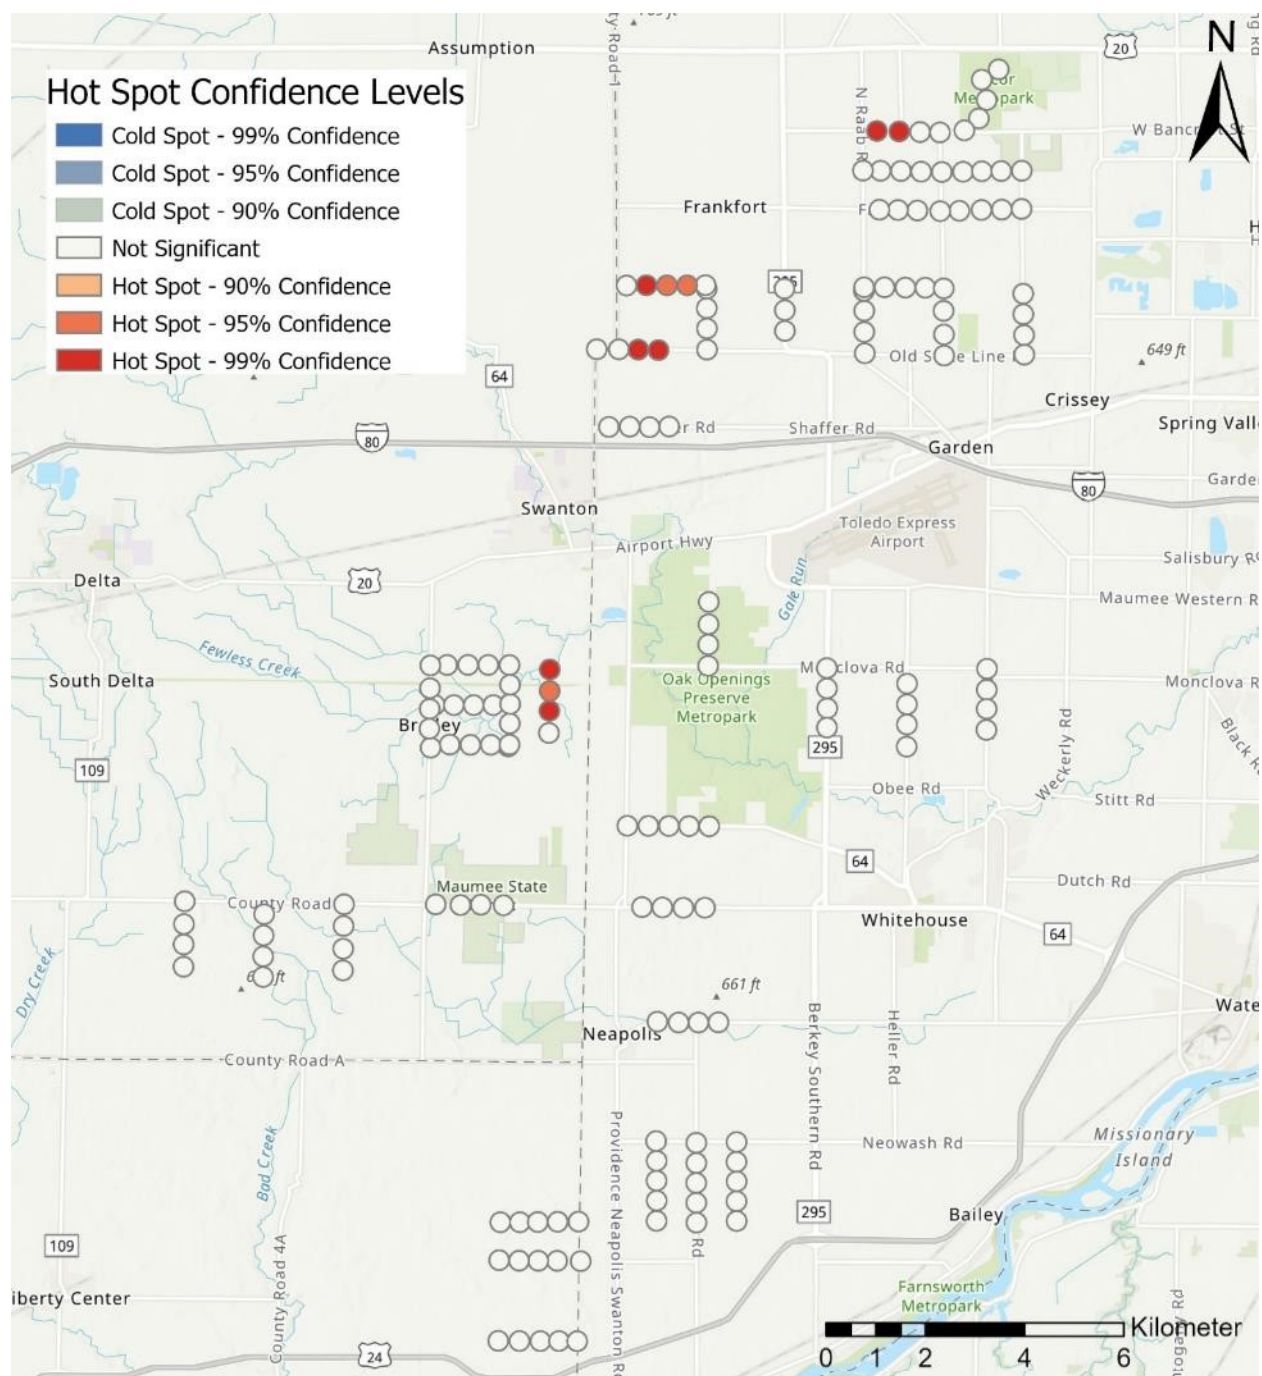 Assumption
20
N
Hot Spot Confidence Levels
Cold Spot - 99% Confidence
Cold Spot - 95% Confidence
Cold Spot - 90% Confidence
Not Significant
Hot Spot - 90% Confidence
Hot Spot - 95% Confidence
Hot Spot - 99% Confidence
N Raab
W Bancr
St
Frankfort
649 ft
64
Crissey
80
Shaffer Rd
Garden
Spring Vall
80
Garde
Swanton
Toledo Express
Airport
Airport Hwy
Salisbury R
Delta
20
Gale Run
Maumee Western R
Fewless Creek
Rd
South Delta
Oak Openings
Preserve
Metropark
Monclova R
109
295
Weckerly Rd
Black R
Obee Rd
Stitt Rd
64
Maumee State
Dutch Rd
County Road
Whitehouse
64
Dry Creek
661 ft
Neapolis
Berkey Southern Rd
Heller Rd
Wate
County Road A
Providence Neapolis Swanton R
Neowash Rd
Missionary
Island
Bad Creek
Rd
295
Bailey
109
County Road 4A
Farnsworth
Metropark
iberty Center
Kilometer
0 1 2 4 6
24